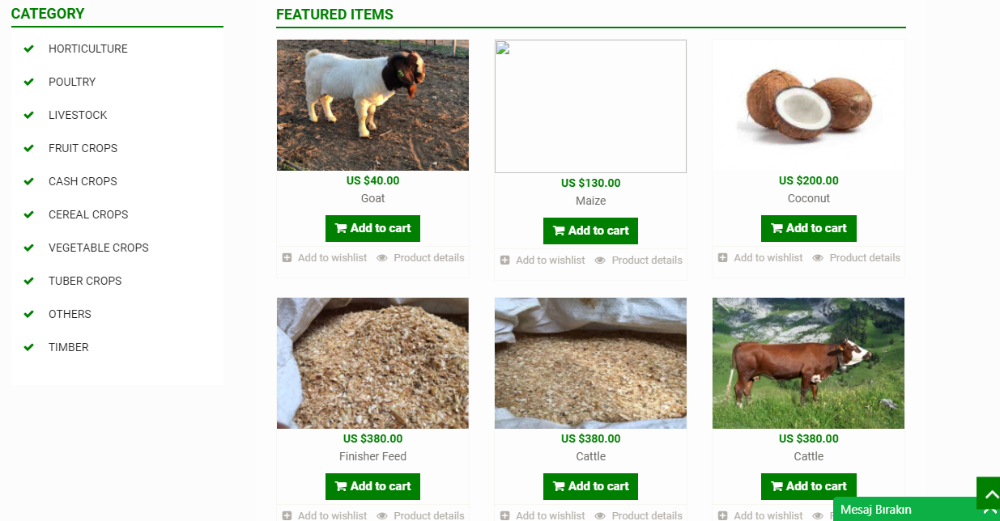 CATEGORY
HORTICULTURE
POULTRY
LIVESTOCK
FRUIT CROPS
CASH CROPS
CEREAL CROPS
VEGETABLE CROPS
TUBER CROPS
OTHERS
TIMBER
FEATURED ITEMS
US $40.00
Goat
Add to cart
Add to wishlist Product details
US $130.00
Maize
Add to cart
Add to wishlist Product details
US $200.00
Coconut
Add to cart
Add to wishlist Product details
US $380.00
Finisher Feed
Add to cart
Add to wishlist Product details
US $380.00
Cattle
Add to cart
Add to wishlist Product details
US $380.00
Cattle
Add to cart
Add to wishlist
Mesaj Bırakın